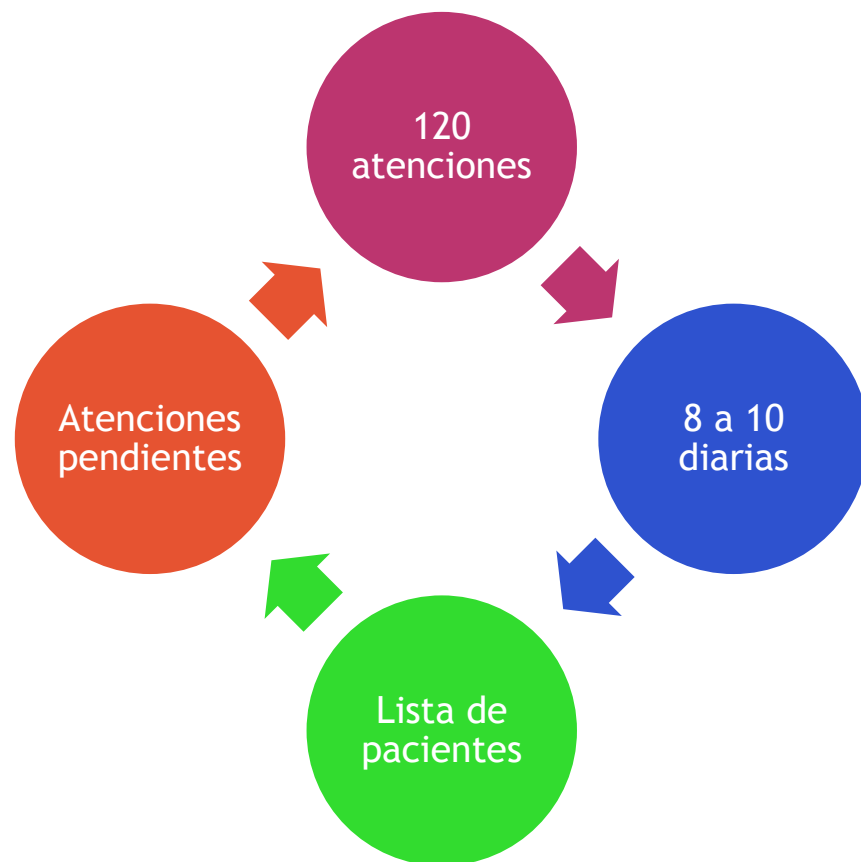 120
atenciones
8 a 10
diarias
Lista de
pacientes
Atenciones
pendientes